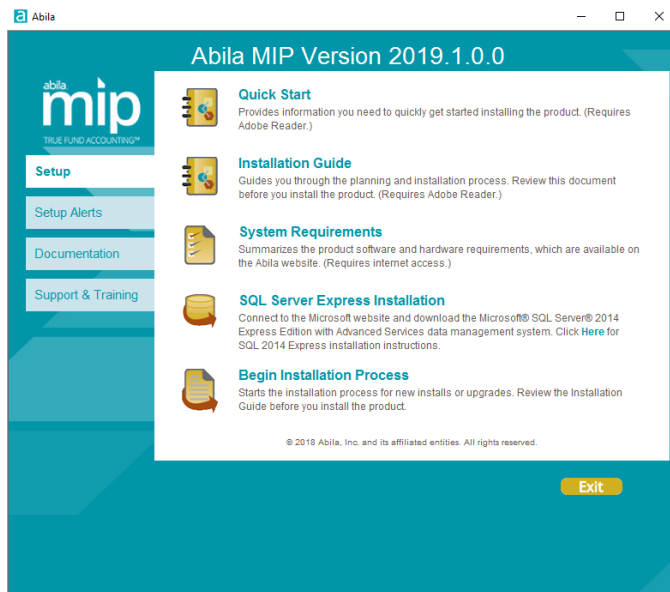 Abila
Abila MIP Version 2019.1.0.0
abila
mip
TRUE FUND ACCOUNTING™
Setup
Setup Alerts
Documentation
Support & Training
Quick Start
Provides information you need to quickly get started installing the product. (Requires
Adobe Reader.)
Installation Guide
Guides you through the planning and installation process. Review this document
before you install the product. (Requires Adobe Reader.)
System Requirements
Summarizes the product software and hardware requirements, which are available on
the Abila website. (Requires internet access.)
SQL Server Express Installation
Connect to the Microsoft website and download the Microsoft® SQL Server® 2014
Express Edition with Advanced Services data management system. Click Here for
SQL 2014 Express installation instructions.
Begin Installation Process
Starts the installation process for new installs or upgrades. Review the Installation
Guide before you install the product.
© 2018 Abila, Inc. and its affiliated entities. All rights reserved.
Exit